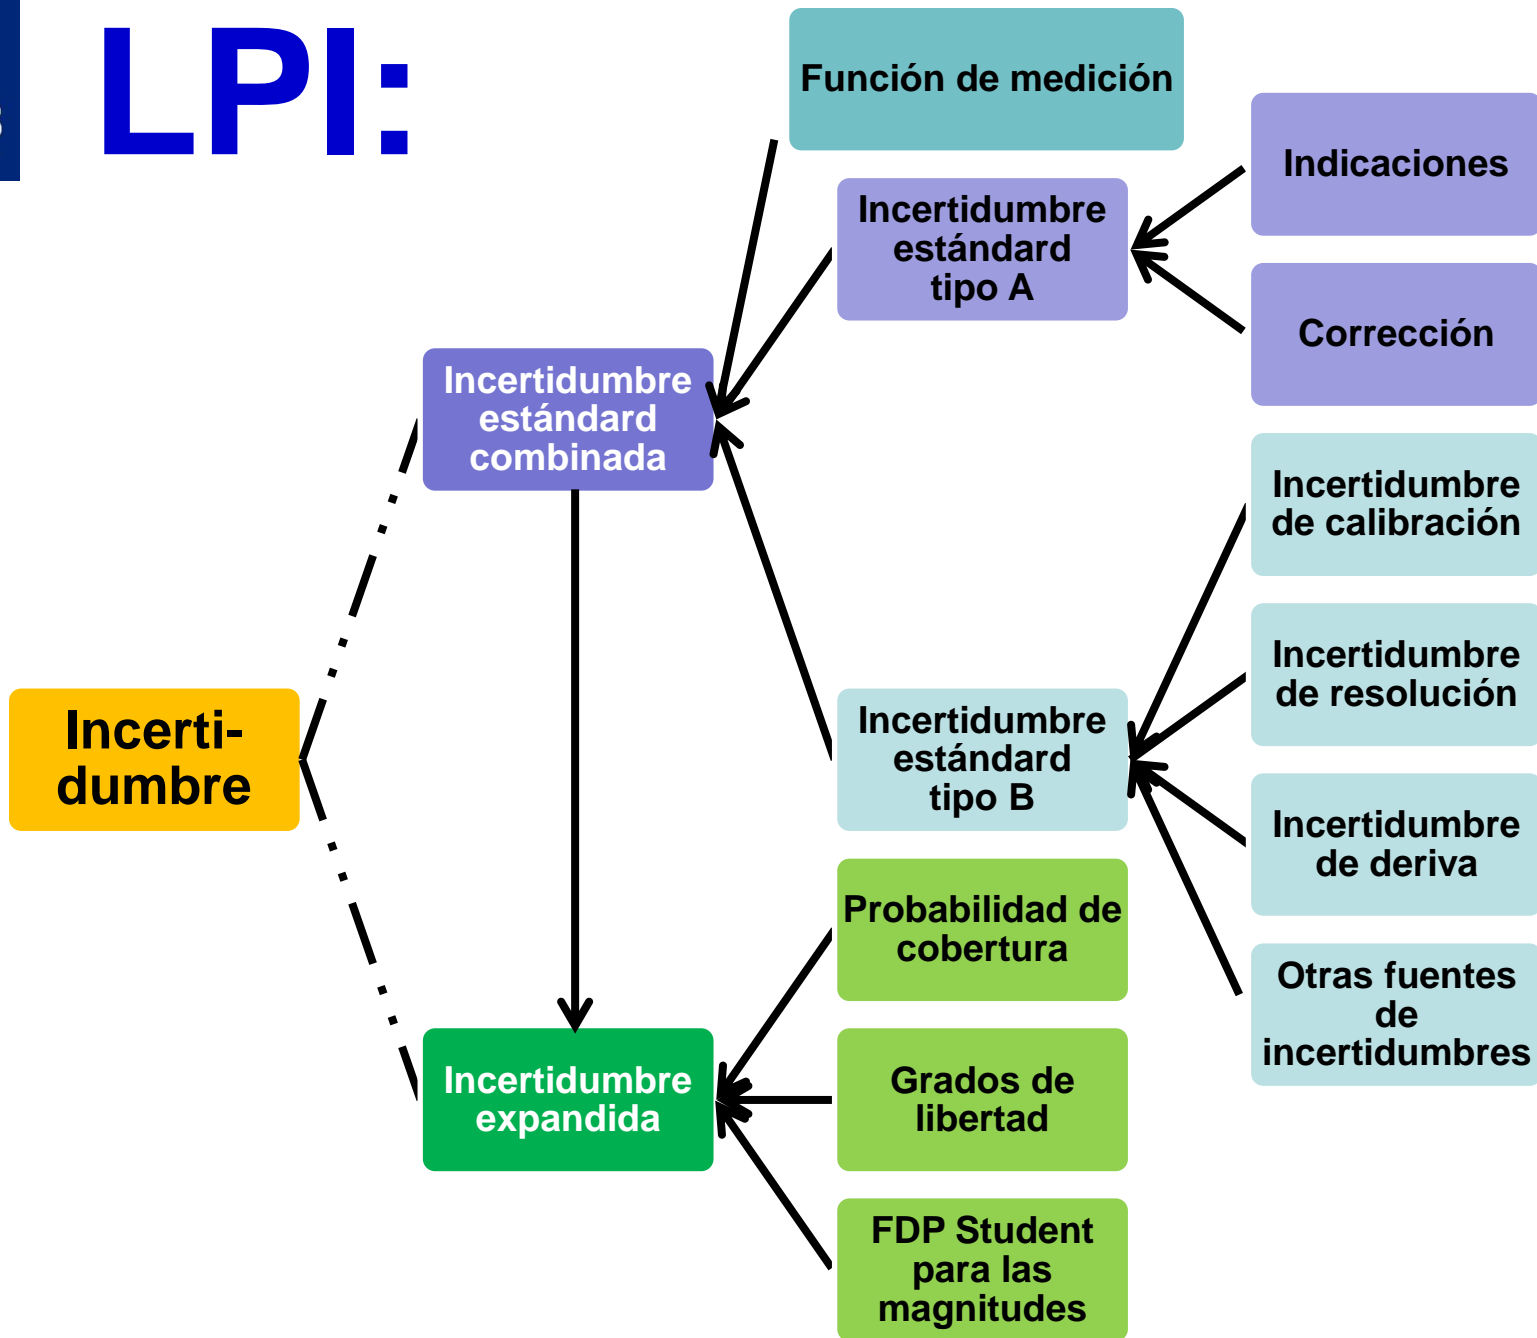 LPI:
Función de medición
Indicaciones
Incertidumbre
estándard
tipo A
Corrección
Incertidumbre
estándard
combinada
Incertidumbre
de calibración
Incertidumbre
de resolución
Incerti-
dumbre
Incertidumbre
estándard
tipo B
Incertidumbre
de deriva
Probabilidad de
cobertura
Otras fuentes
de
incertidumbres
Incertidumbre
expandida
Grados de
libertad
FDP Student
para las
magnitudes